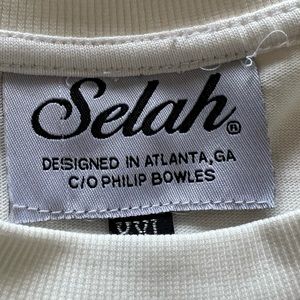 Selah®
DESIGNED IN ATLANTA, GA
C/O PHILIP BOWLES